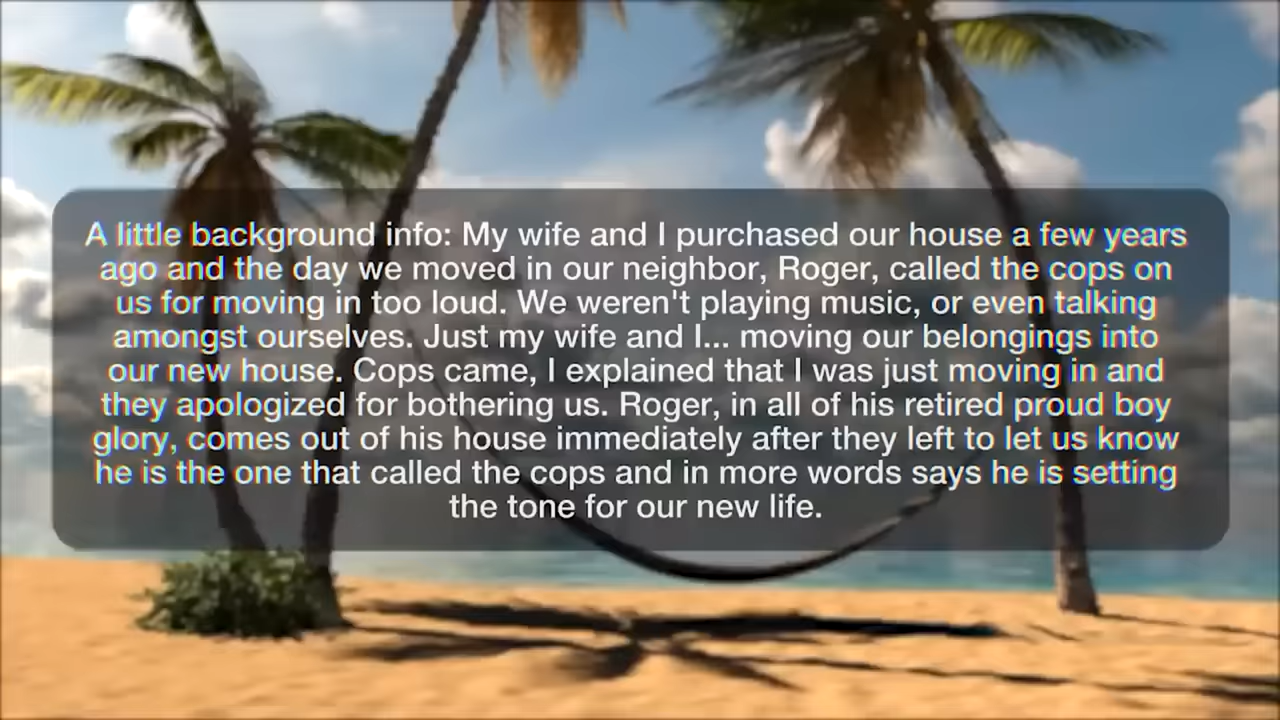 A little background info: My wife and I purchased our house a few years
ago and the day we moved in our neighbor, Roger, called the cops on
us for moving in too loud. We weren't playing music, or even talking
amongst ourselves. Just my wife and I... moving our belongings into
our new house. Cops came, I explained that I was just moving in and
they apologized for bothering us. Roger, in all of his retired proud boy
glory, comes out of his house immediately after they left to let us know
he is the one that called the cops and in more words says he is setting
the tone for our new life.